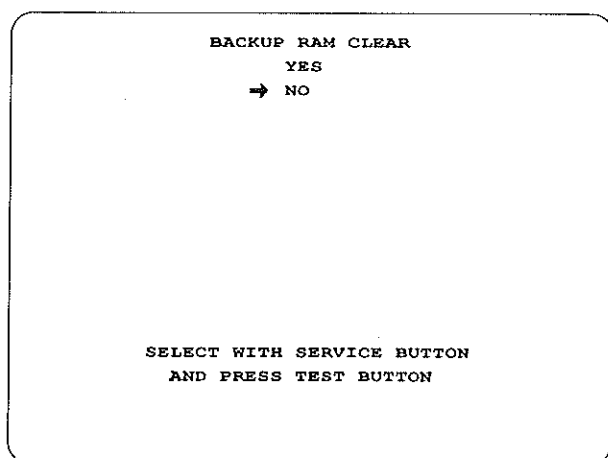 BACKUP RAM CLEAR
YES
→ NO
SELECT WITH SERVICE BUTTON
AND PRESS TEST BUTTON